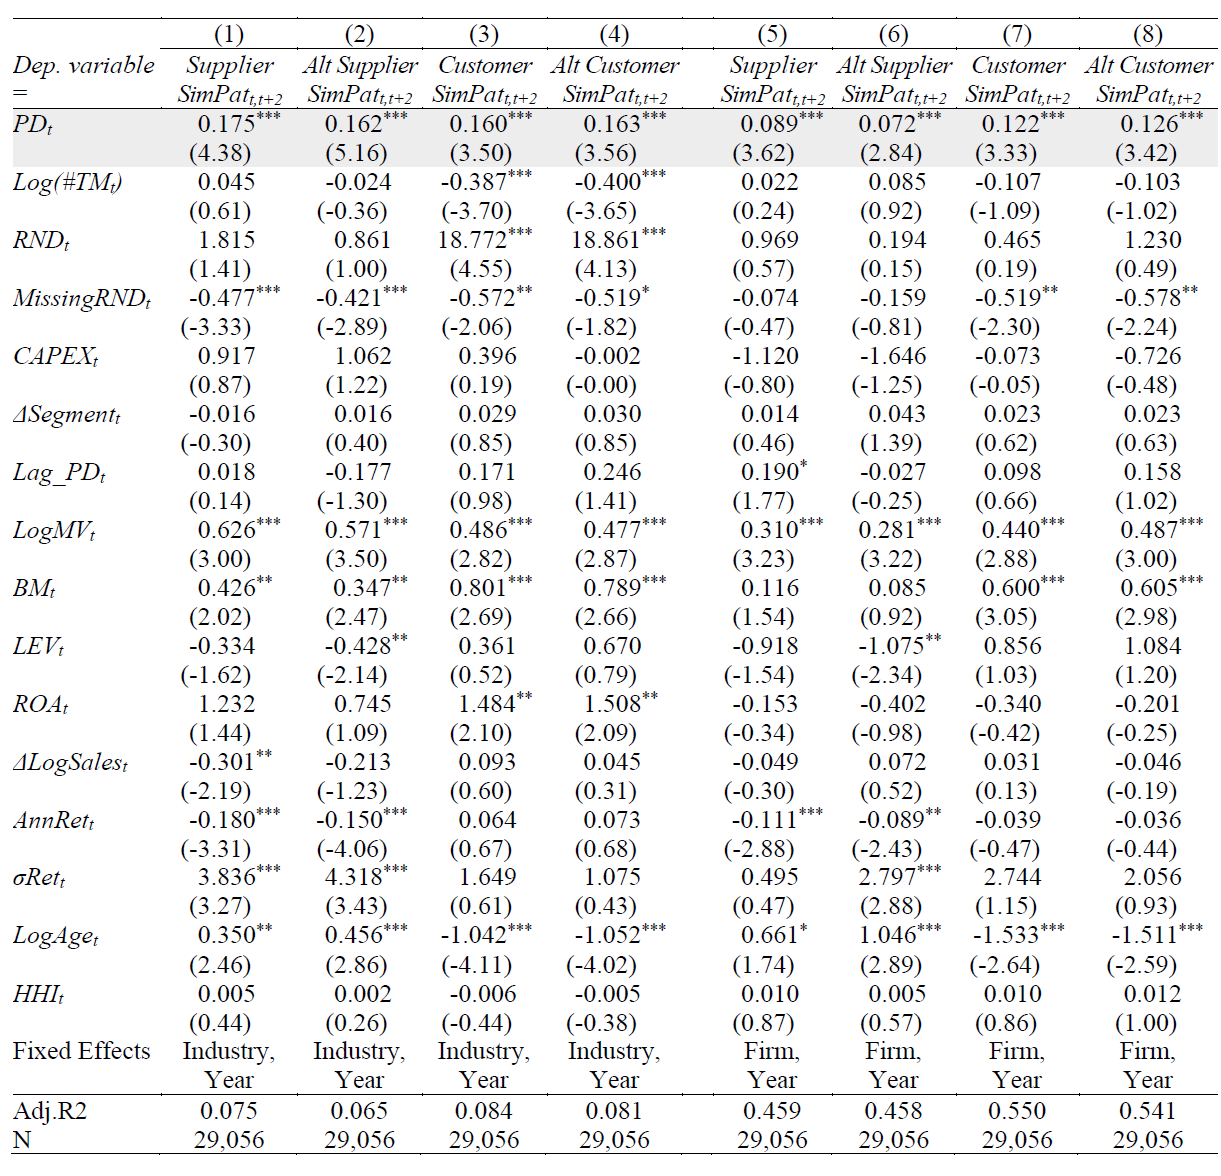 (1) (2) (3) (4) (5) (6) (7) (8)
Dep. variable Supplier Alt Supplier Customer Alt Customer Supplier Alt Supplier Customer Alt Customer
= SimPatt,t+2 SimPatt,t+2 SimPatt,t+2 SimPatt,t+2 SimPatt,t+2 SimPatt,t+2 SimPatt,t+2 SimPatt,t+2
PDt 0.175*** 0.162*** 0.160*** 0.163*** 0.089*** 0.072*** 0.122*** 0.126***
(4.38) (5.16) (3.50) (3.56) (3.62) (2.84) (3.33) (3.42)
Log(#TMt) 0.045 -0.024 -0.387*** -0.400*** 0.022 0.085 -0.107 -0.103
(0.61) (-0.36) (-3.70) (-3.65) (0.24) (0.92) (-1.09) (-1.02)
RNDt 1.815 0.861 18.772*** 18.861*** 0.969 0.194 0.465 1.230
(1.41) (1.00) (4.55) (4.13) (0.57) (0.15) (0.19) (0.49)
MissingRNDt -0.477*** -0.421*** -0.572** -0.519* -0.074 -0.159 -0.519** -0.578**
(-3.33) (-2.89) (-2.06) (-1.82) (-0.47) (-0.81) (-2.30) (-2.24)
CAPEXt 0.917 1.062 0.396 -0.002 -1.120 -1.646 -0.073 -0.726
(0.87) (1.22) (0.19) (-0.00) (-0.80) (-1.25) (-0.05) (-0.48)
ΔSegmentt -0.016 0.016 0.029 0.030 0.014 0.043 0.023 0.023
(-0.30) (0.40) (0.85) (0.85) (0.46) (1.39) (0.62) (0.63)
Lag_PDt 0.018 -0.177 0.171 0.246 0.190* -0.027 0.098 0.158
(0.14) (-1.30) (0.98) (1.41) (1.77) (-0.25) (0.66) (1.02)
LogMVt 0.626*** 0.571*** 0.486*** 0.477*** 0.310*** 0.281*** 0.440*** 0.487***
(3.00) (3.50) (2.82) (2.87) (3.23) (3.22) (2.88) (3.00)
BMt 0.426** 0.347** 0.801*** 0.789*** 0.116 0.085 0.600*** 0.605***
(2.02) (2.47) (2.69) (2.66) (1.54) (0.92) (3.05) (2.98)
LEVt -0.334 -0.428** 0.361 0.670 -0.918 -1.075** 0.856 1.084
(-1.62) (-2.14) (0.52) (0.79) (-1.54) (-2.34) (1.03) (1.20)
ROAt 1.232 0.745 1.484** 1.508** -0.153 -0.402 -0.340 -0.201
(1.44) (1.09) (2.10) (2.09) (-0.34) (-0.98) (-0.42) (-0.25)
ΔLogSalest -0.301** -0.213 0.093 0.045 -0.049 0.072 0.031 -0.046
(-2.19) (-1.23) (0.60) (0.31) (-0.30) (0.52) (0.13) (-0.19)
AnnRett -0.180*** -0.150*** 0.064 0.073 -0.111*** -0.089** -0.039 -0.036
(-3.31) (-4.06) (0.67) (0.68) (-2.88) (-2.43) (-0.47) (-0.44)
σRett 3.836*** 4.318*** 1.649 1.075 0.495 2.797*** 2.744 2.056
(3.27) (3.43) (0.61) (0.43) (0.47) (2.88) (1.15) (0.93)
LogAget 0.350** 0.456*** -1.042*** -1.052*** 0.661* 1.046*** -1.533*** -1.511***
(2.46) (2.86) (-4.11) (-4.02) (1.74) (2.89) (-2.64) (-2.59)
HHIt 0.005 0.002 -0.006 -0.005 0.010 0.005 0.010 0.012
(0.44) (0.26) (-0.44) (-0.38) (0.87) (0.57) (0.86) (1.00)
Fixed Effects Industry, Industry, Industry, Industry, Firm, Firm, Firm, Firm,
Year Year Year Year Year Year Year Year
Adj.R2 0.075 0.065 0.084 0.081 0.459 0.458 0.550 0.541
N 29,056 29,056 29,056 29,056 29,056 29,056 29,056 29,056